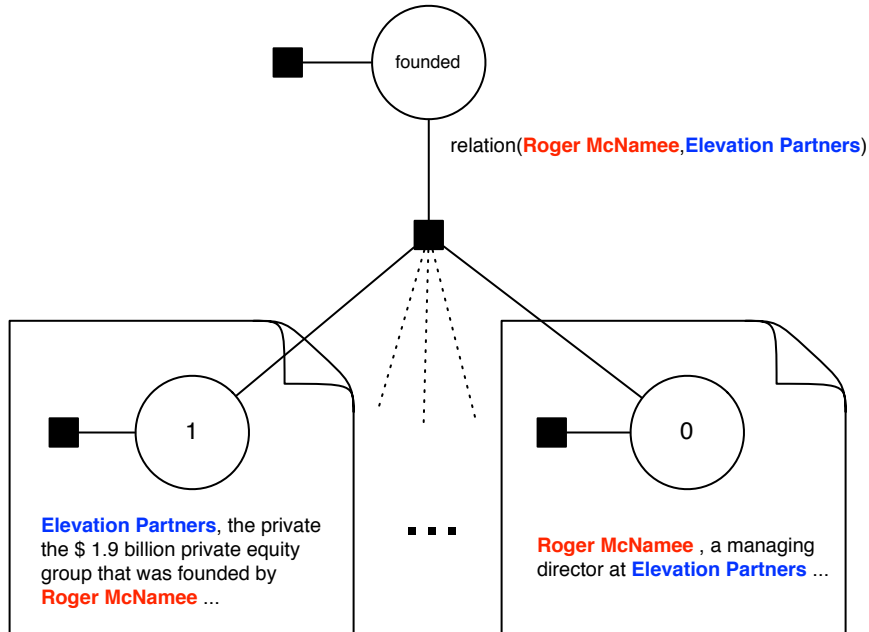 founded
relation(Roger McNamee,Elevation Partners)
1
0
Elevation Partners, the private
the $ 1.9 billion private equity
group that was founded by
Roger McNamee ...
...
Roger McNamee , a managing
director at Elevation Partners ...